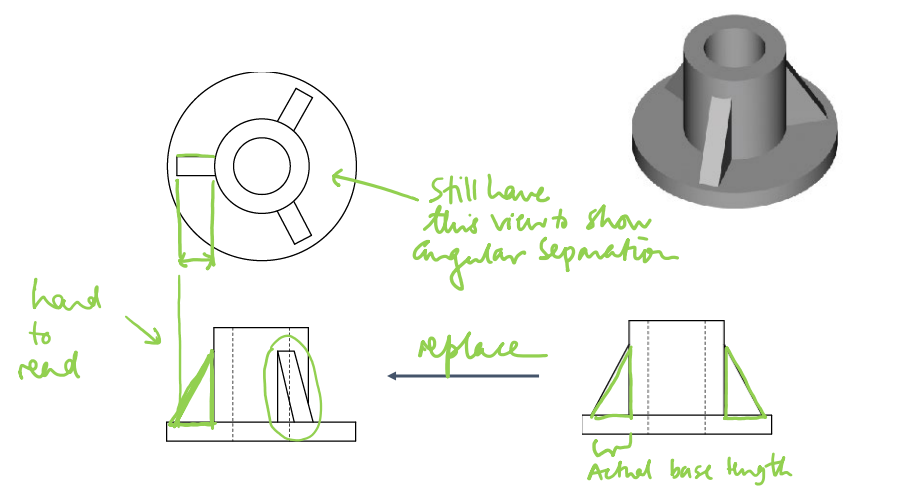 Still have
this view to show
angular separation
hard
to
read
replace
Actual base length